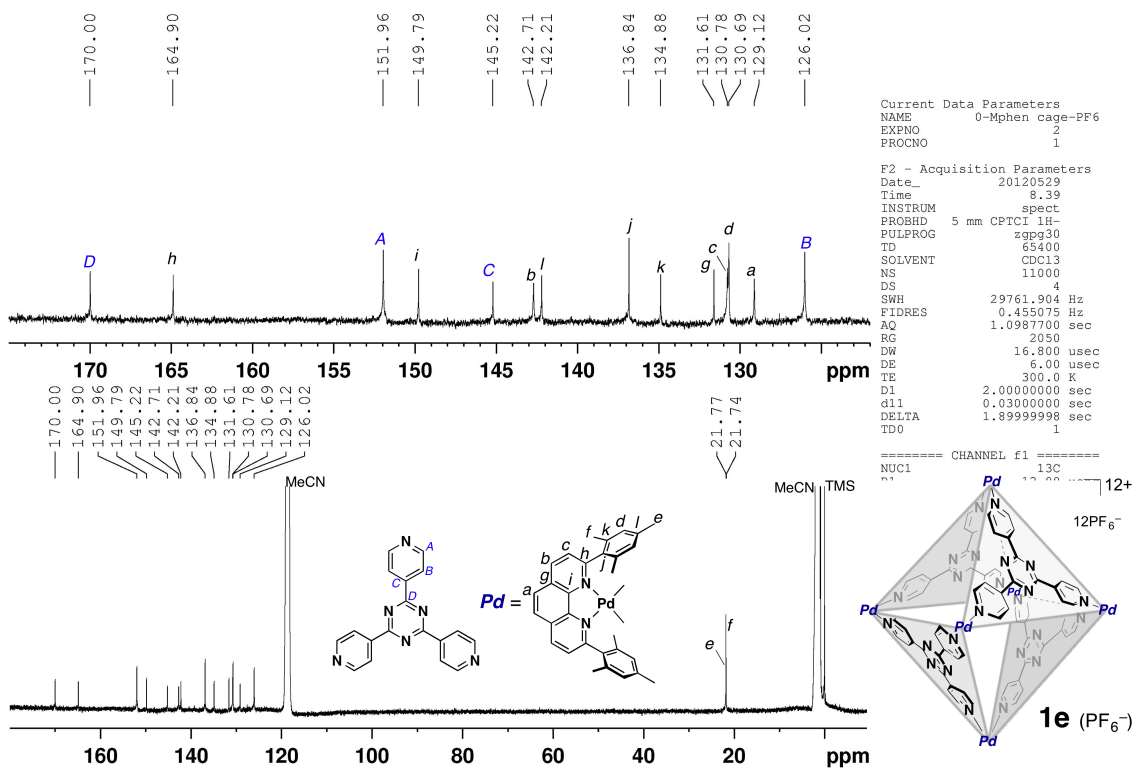 170.00 164.90 151.96 149.79 145.22 142.71 142.21 136.84 134.88 131.61 130.78 130.69 129.12 126.02
Current Data Parameters
NAME 0-Mphen cage-PF6
EXPNO 2
PROCNO 1
F2 - Acquisition Parameters
Date_ 20120529
Time 8.39
INSTRUM spect
PROBHD 5 mm CPTCI 1H-
PULPROG zgpg30
TD 65400
SOLVENT CDCl3
NS 11000
DS 4
SWH 29761.904 Hz
FIDRES 0.455075 Hz
AQ 1.0987700 sec
RG 2050
DW 16.800 usec
DE 6.00 usec
TE 300.0 K
D1 2.00000000 sec
d11 0.03000000 sec
DELTA 1.89999998 sec
TD0 1
======== CHANNEL f1 ========
NUC1 13C
D h A i C b l j k g c d a B
170 165 160 155 150 145 140 135 130 ppm
170.00 164.90 151.96 149.79 145.22 142.71 142.21 136.84 134.88 131.61 130.78 130.69 129.12 126.02 21.77 21.74
MeCN MeCN TMS
N A B C D N N N N N
Pd = a b c g h i j f k d l e N N Pd
e f
160 140 120 100 80 60 40 20 ppm
Pd 12+
12PF6−
Pd Pd Pd Pd Pd
1e (PF6−)